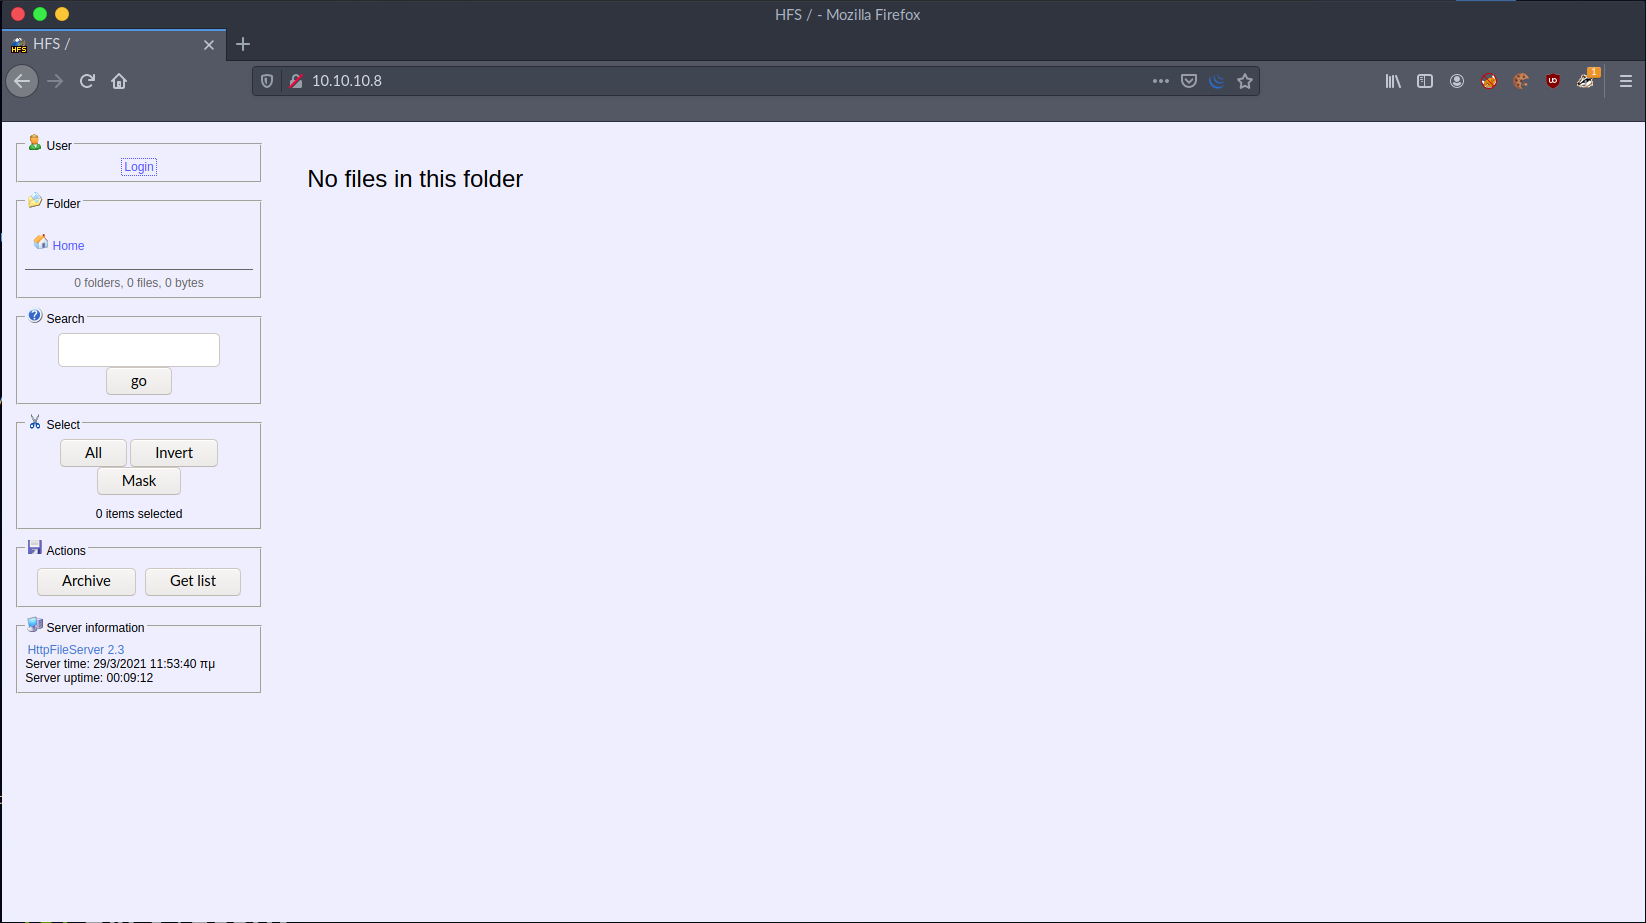 HFS / - Mozilla Firefox
HFS /
10.10.10.8
1
User
Login
Folder
Home
0 folders, 0 files, 0 bytes
Search
go
Select
All Invert
Mask
0 items selected
Actions
Archive Get list
Server information
HttpFileServer 2.3
Server time: 29/3/2021 11:53:40 πμ
Server uptime: 00:09:12
No files in this folder